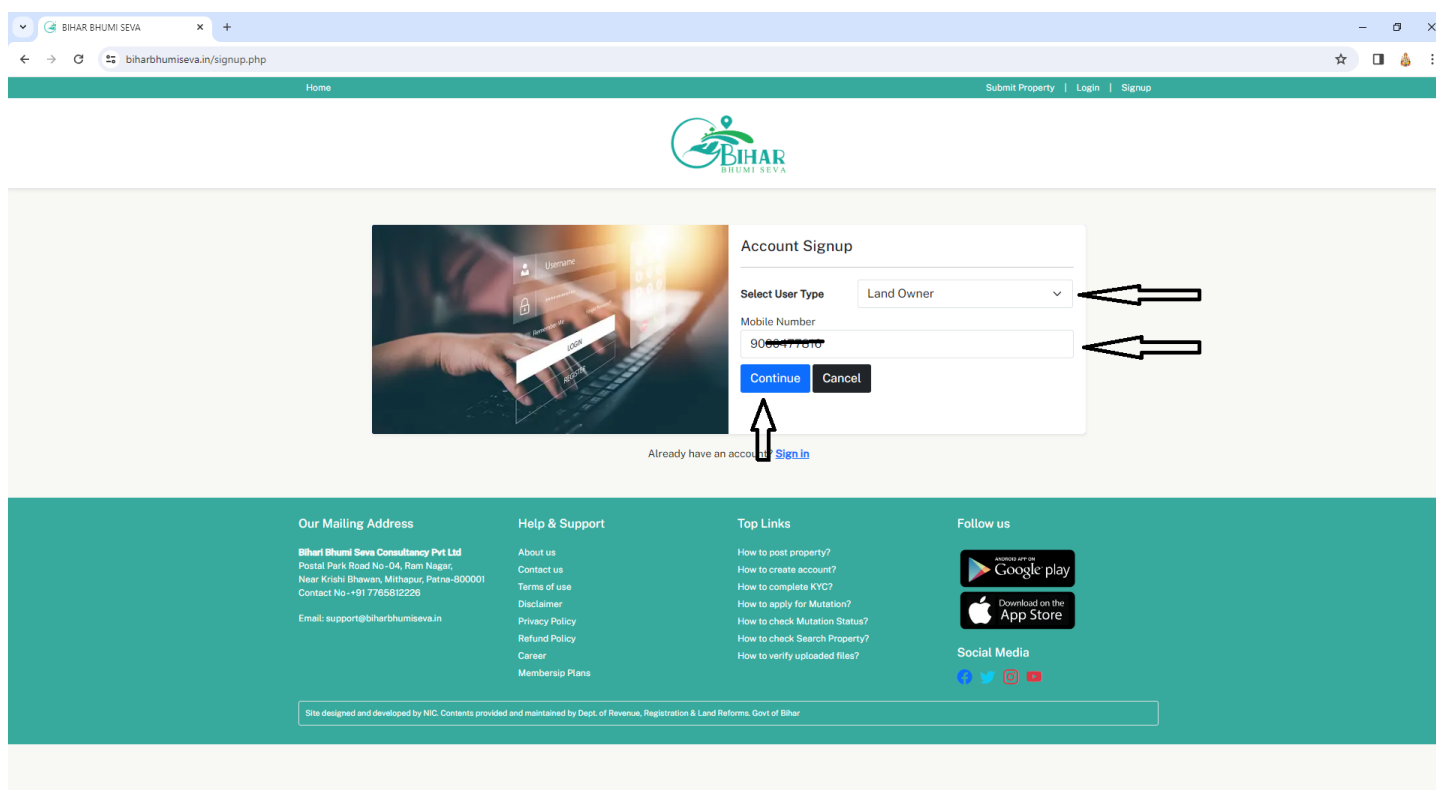 BIHAR BHUMI SEVA
biharbhumiseva.in/signup.php
Home
Submit Property | Login | Signup
BIHAR
BHUMI SEVA
Username
Remember Me
LOGIN
REGISTER
Account Signup
Select User Type
Land Owner
Mobile Number
Continue
Cancel
Already have an account? Sign in
Our Mailing Address
Bihari Bhumi Seva Consultancy Pvt Ltd
Postal Park Road No-04, Ram Nagar,
Near Krishi Bhawan, Mithapur, Patna-800001
Contact No-+91 7765812226
Email: support@biharbhumiseva.in
Help & Support
About us
Contact us
Terms of use
Disclaimer
Privacy Policy
Refund Policy
Career
Membersip Plans
Top Links
How to post property?
How to create account?
How to complete KYC?
How to apply for Mutation?
How to check Mutation Status?
How to check Search Property?
How to verify uploaded files?
Follow us
ANDROID APP ON
Google play
Download on the
App Store
Social Media
Site designed and developed by NIC. Contents provided and maintained by Dept. of Revenue, Registration & Land Reforms. Govt of Bihar